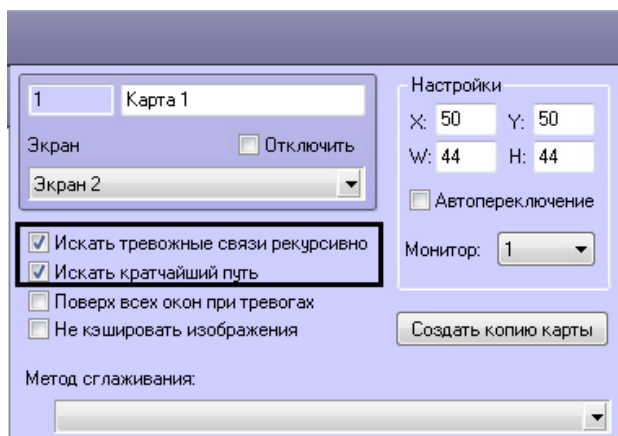 1 Карта 1
Экран Отключить
Экран 2
Искать тревожные связи рекурсивно
Искать кратчайший путь
Поверх всех окон при тревогах
Не кэшировать изображения
Метод сглаживания:
Настройки
X: 50 Y: 50
W: 44 H: 44
Автопереключение
Монитор: 1
Создать копию карты